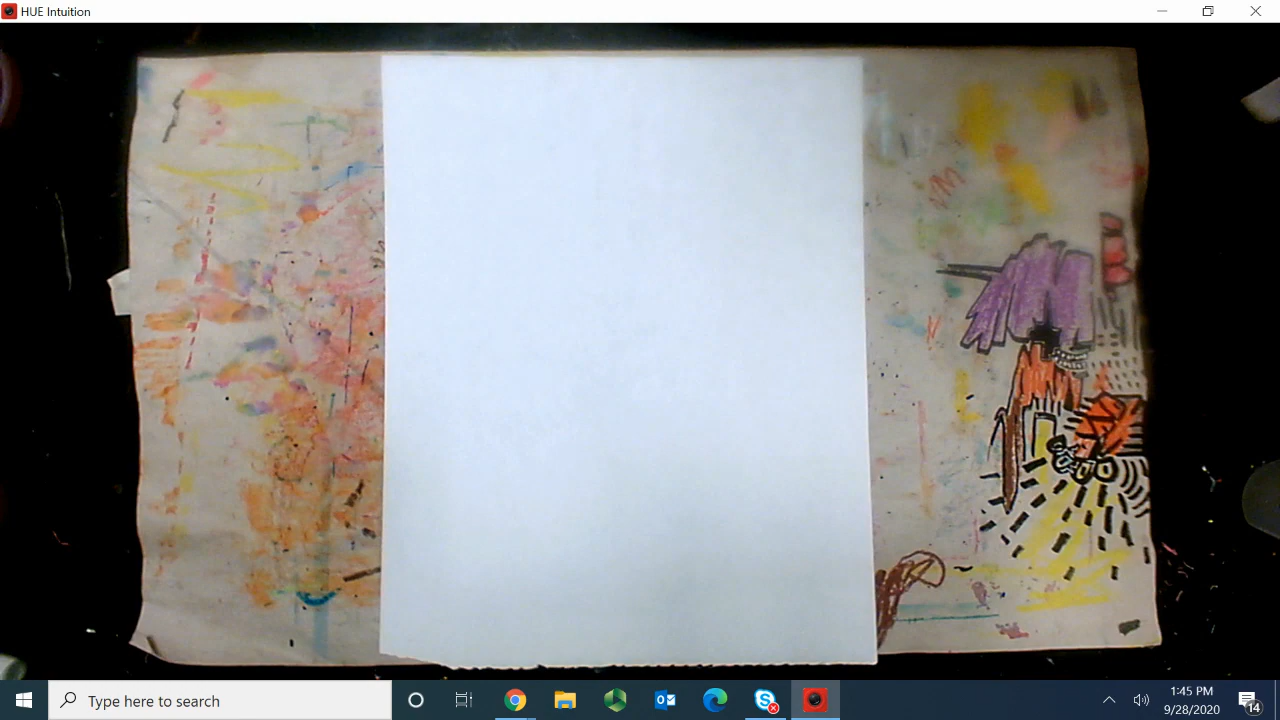 HUE Intuition
Type here to search
1:45 PM
9/28/2020
14